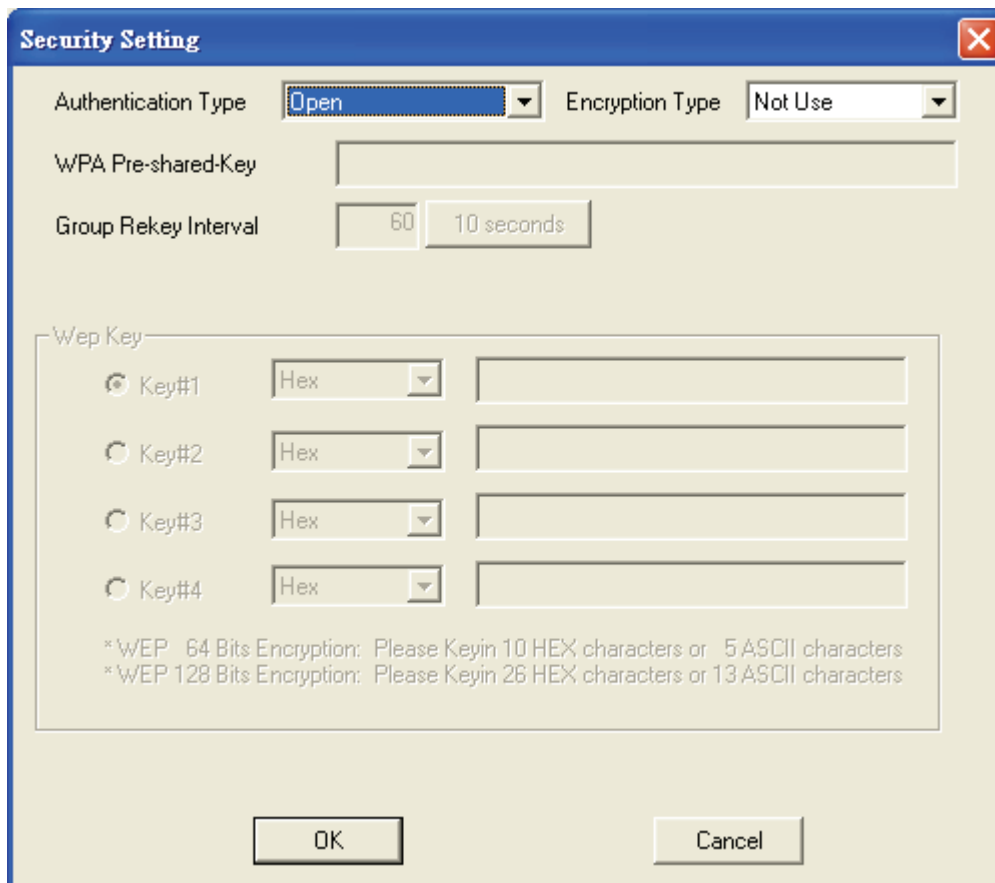 Security Setting
Authentication Type Open Encryption Type Not Use
WPA Pre-shared-Key
Group Rekey Interval 60 10 seconds
Wep Key
Key#1 Hex
Key#2 Hex
Key#3 Hex
Key#4 Hex
* WEP 64 Bits Encryption: Please Keyin 10 HEX characters or 5 ASCII characters
* WEP 128 Bits Encryption: Please Keyin 26 HEX characters or 13 ASCII characters
OK Cancel